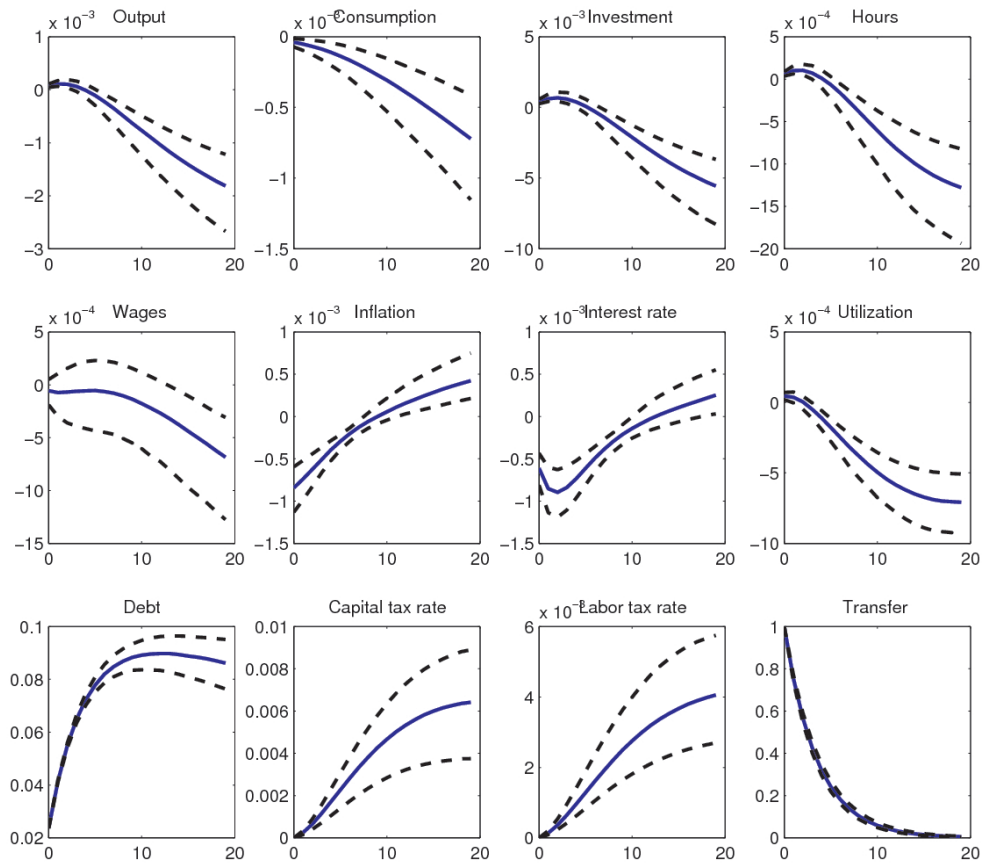 Output Consumption Investment Hours
x 10⁻³ x 10⁻³ x 10⁻³ x 10⁻⁴
1 0 5 5
0 −0.5 0 0
−1 −1 −5 −5
−2 −1.5 −10 −10
−3 −15
−20
0 10 20 0 10 20 0 10 20 0 10 20
Wages Inflation Interest rate Utilization
x 10⁻⁴ x 10⁻³ x 10⁻³ x 10⁻⁴
5 1 1 5
0 0.5 0.5 0
−5 0 0 −5
−10 −0.5 −0.5 −10
−15 −1 −1
−1.5 −1.5
0 10 20 0 10 20 0 10 20 0 10 20
Debt Capital tax rate Labor tax rate Transfer
x 10⁻³
0.1 0.01 6 1
0.08 0.008 4 0.8
0.06 0.006 2 0.6
0.04 0.004 0 0.4
0.02 0.002 0.2
0 0
0 10 20 0 10 20 0 10 20 0 10 20